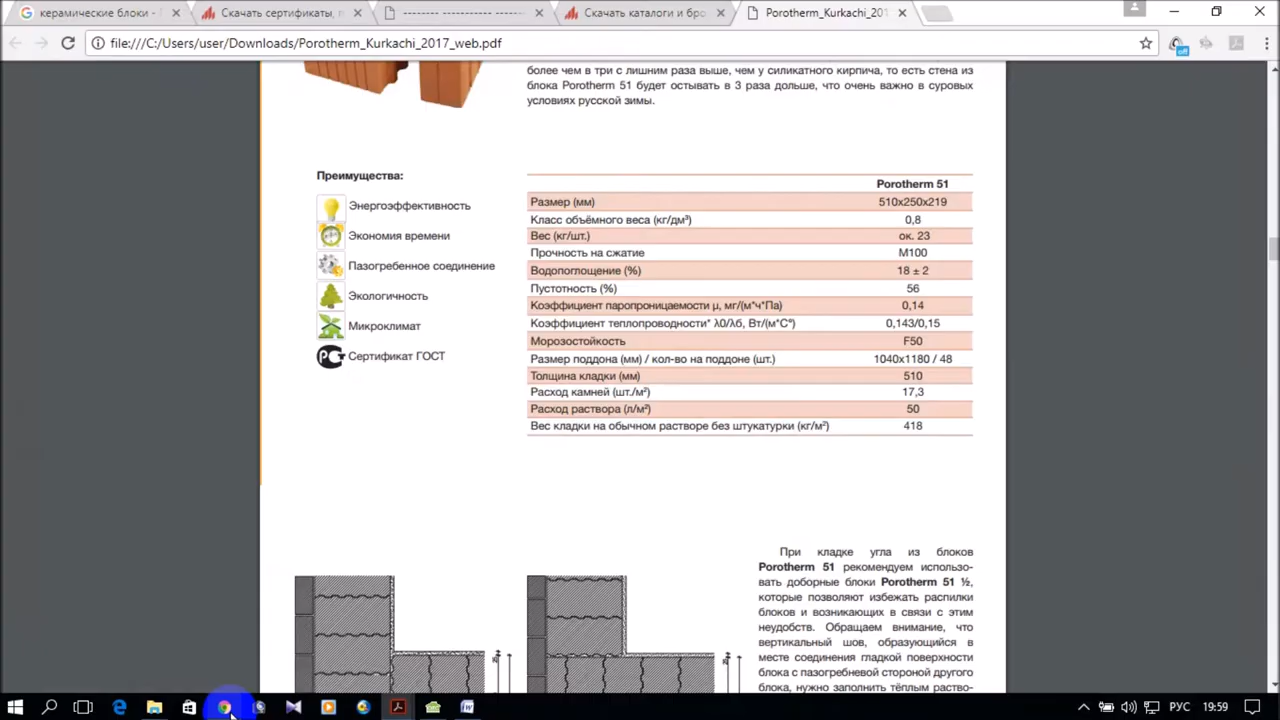 керамические блоки -
Скачать сертификаты, п
-------- ---------- ------
Скачать каталоги и бро
Porotherm_Kurkachi_201
file:///C:/Users/user/Downloads/Porotherm_Kurkachi_2017_web.pdf
off
более чем в три с лишним раза выше, чем у силикатного кирпича, то есть стена из
блока Porotherm 51 будет остывать в 3 раза дольше, что очень важно в суровых
условиях русской зимы.
Преимущества:
Энергоэффективность
Экономия времени
Пазогребенное соединение
Экологичность
Микроклимат
Сертификат ГОСТ
Porotherm 51
Размер (мм) 510х250х219
Класс объёмного веса (кг/дм³) 0,8
Вес (кг/шт.) ок. 23
Прочность на сжатие М100
Водопоглощение (%) 18 ± 2
Пустотность (%) 56
Коэффициент паропроницаемости μ, мг/(м*ч*Па) 0,14
Коэффициент теплопроводности* λ0/λб, Вт/(м*С°) 0,143/0,15
Морозостойкость F50
Размер поддона (мм) / кол-во на поддоне (шт.) 1040х1180 / 48
Толщина кладки (мм) 510
Расход камней (шт./м²) 17,3
Расход раствора (л/м²) 50
Вес кладки на обычном растворе без штукатурки (кг/м²) 418
При кладке угла из блоков
Porotherm 51 рекомендуем использо-
вать доборные блоки Porotherm 51 ½,
которые позволяют избежать распилки
блоков и возникающих в связи с этим
неудобств. Обращаем внимание, что
вертикальный шов, образующийся в
месте соединения гладкой поверхности
блока с пазогребневой стороной другого
блока, нужно заполнить тёплым раство-
РУС 19:59